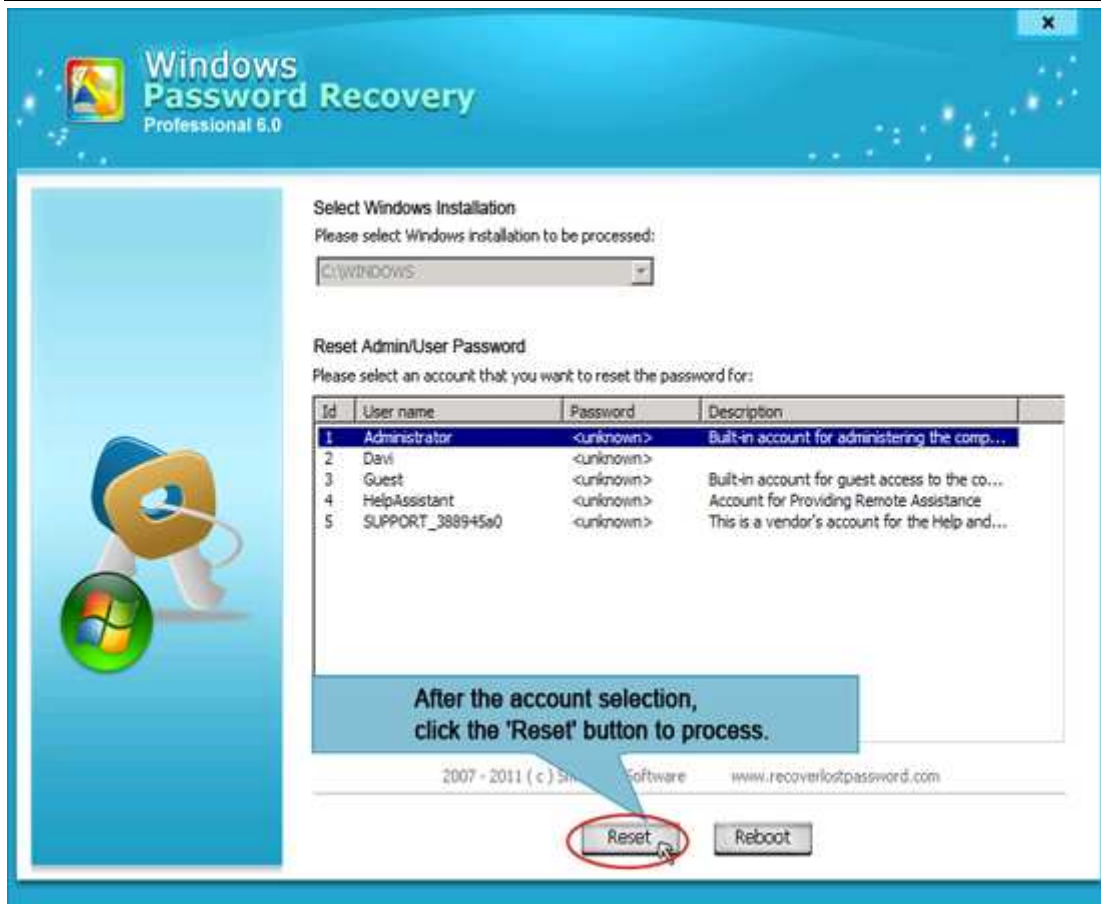 x
Windows
Password Recovery
Professional 6.0
Select Windows Installation
Please select Windows installation to be processed:
C:\WINDOWS
Reset Admin/User Password
Please select an account that you want to reset the password for:
Id User name Password Description
1 Administrator <unknown> Built-in account for administering the comp...
2 Davi <unknown>
3 Guest <unknown> Built-in account for guest access to the co...
4 HelpAssistant <unknown> Account for Providing Remote Assistance
5 SUPPORT_388945a0 <unknown> This is a vendor's account for the Help and...
After the account selection,
click the 'Reset' button to process.
2007 - 2011 ( c ) Software www.recoverlostpassword.com
Reset Reboot